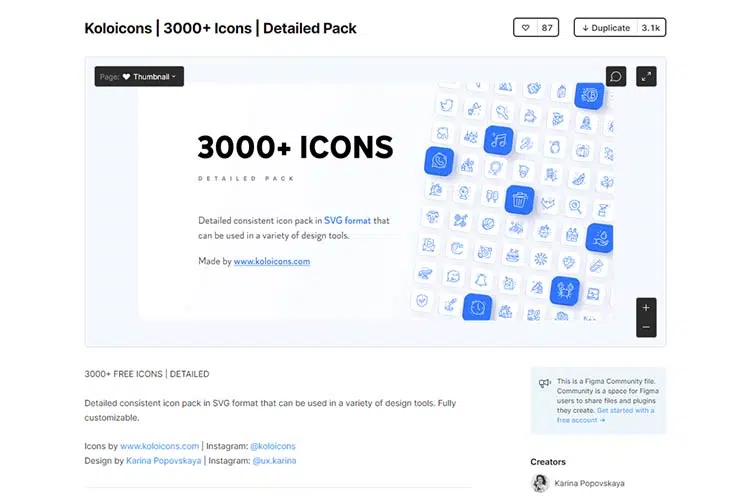 Koloicons | 3000+ Icons | Detailed Pack
87
↓ Duplicate 3.1k
Page: ♥ Thumbnail
3000+ ICONS
DETAILED PACK
Detailed consistent icon pack in SVG format that
can be used in a variety of design tools.
Made by www.koloicons.com
+
−
3000+ FREE ICONS | DETAILED
Detailed consistent icon pack in SVG format that can be used in a variety of design tools. Fully
customizable.
Icons by www.koloicons.com | Instagram: @koloicons
Design by Karina Popovskaya | Instagram: @ux.karina
This is a Figma Community file.
Community is a space for Figma
users to share files and plugins
they create. Get started with a
free account →
Creators
Karina Popovskaya